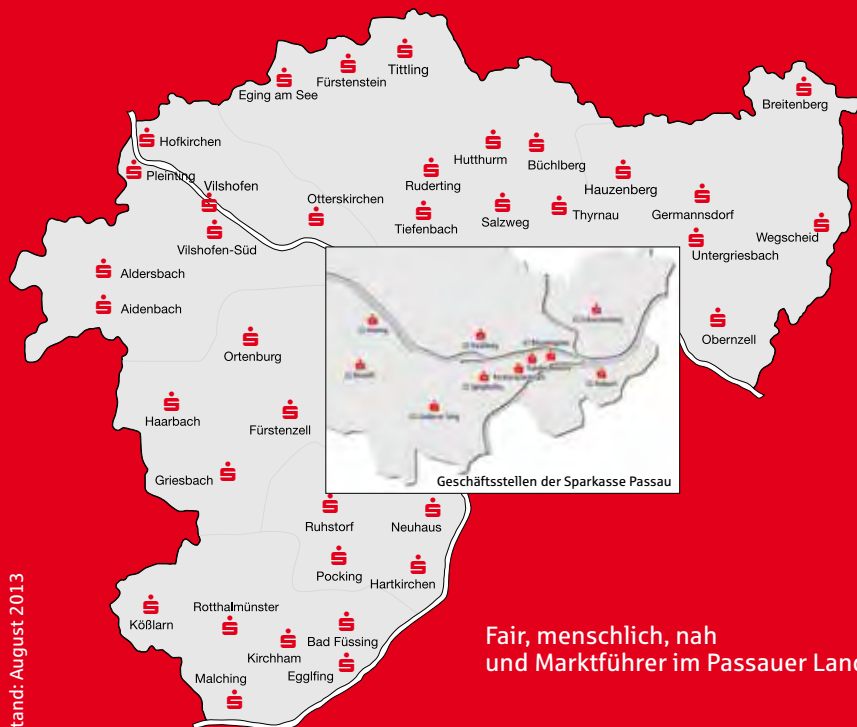 Tittling
Fürstenstein
Eging am See
Breitenberg
Hofkirchen
Hutthurm
Büchlberg
Pleinting
Vilshofen
Ruderting
Hauzenberg
Otterskirchen
Tiefenbach
Salzweg
Thyrnau
Germannsdorf
Wegscheid
Vilshofen-Süd
Untergriesbach
Aldersbach
Aidenbach
Obernzell
Ortenburg
Haarbach
Fürstenzell
Griesbach
Geschäftsstellen der Sparkasse Passau
Ruhstorf
Neuhaus
Pocking
Hartkirchen
Kößlarn
Rotthalmünster
Bad Füssing
Kirchham
Egglfing
Malching
tand: August 2013
Fair, menschlich, nah
und Marktführer im Passauer Lan